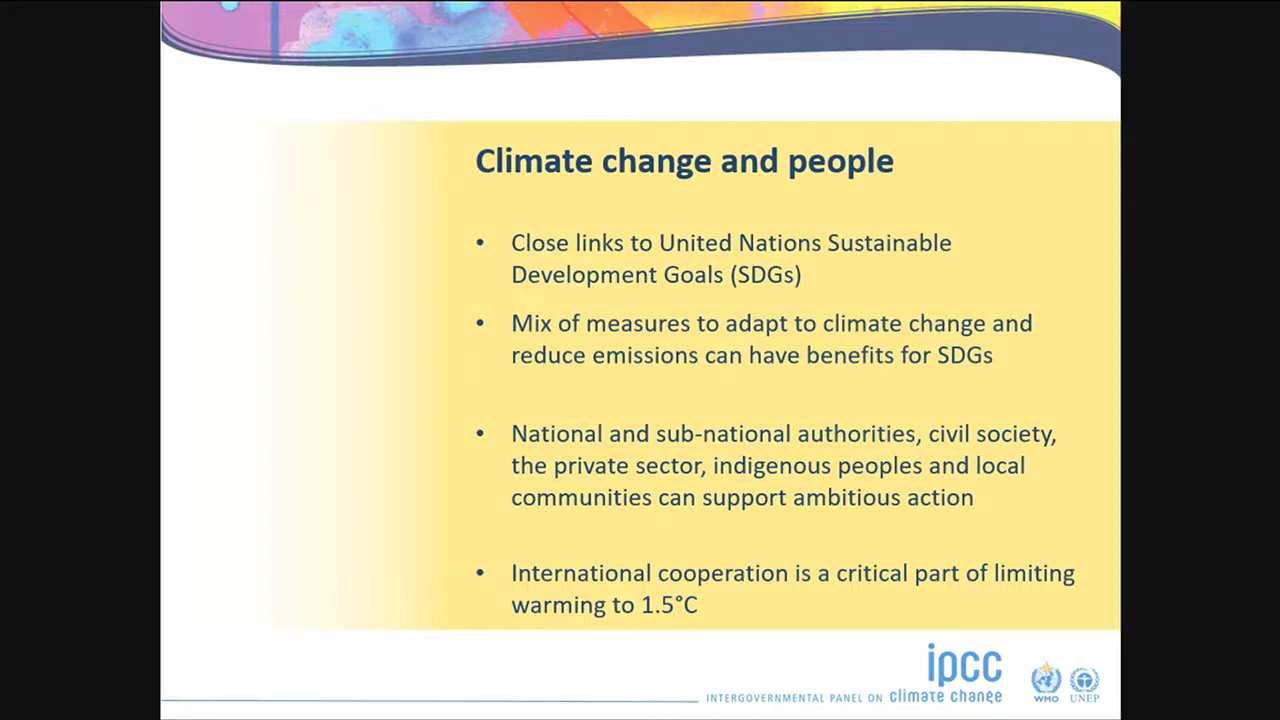 Climate change and people
• Close links to United Nations Sustainable
Development Goals (SDGs)
• Mix of measures to adapt to climate change and
reduce emissions can have benefits for SDGs
• National and sub-national authorities, civil society,
the private sector, indigenous peoples and local
communities can support ambitious action
• International cooperation is a critical part of limiting
warming to 1.5°C
ipcc
INTERGOVERNMENTAL PANEL ON climate change
WMO
UNEP